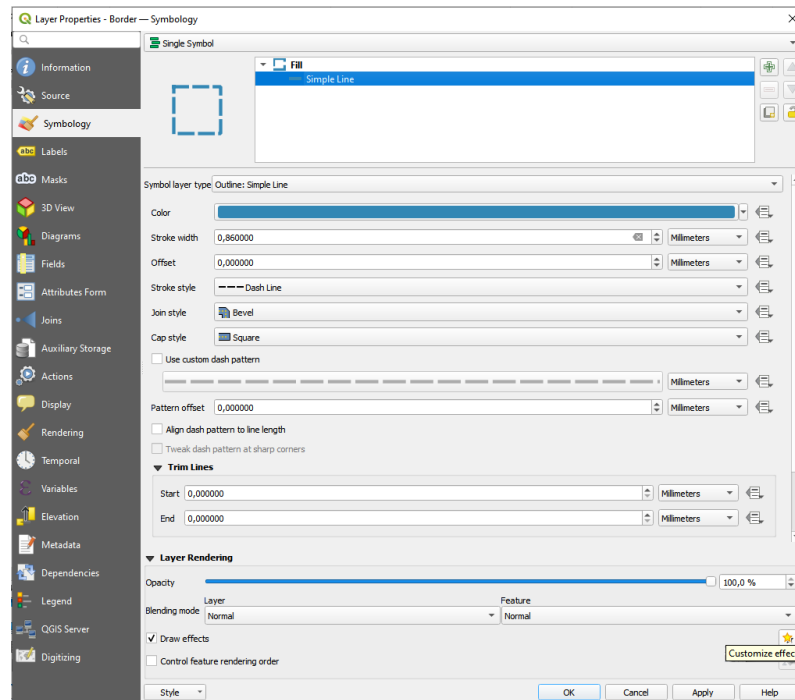 Layer Properties - Border — Symbology
Single Symbol
Information
Source
Symbology
Labels
Masks
3D View
Diagrams
Fields
Attributes Form
Joins
Auxiliary Storage
Actions
Display
Rendering
Temporal
Variables
Elevation
Metadata
Dependencies
Legend
QGIS Server
Digitizing
Fill
Simple Line
Symbol layer type Outline: Simple Line
Color
Stroke width 0,860000 Millimeters
Offset 0,000000 Millimeters
Stroke style Dash Line
Join style Bevel
Cap style Square
Use custom dash pattern
Millimeters
Pattern offset 0,000000 Millimeters
Align dash pattern to line length
Tweak dash pattern at sharp corners
Trim Lines
Start 0,000000 Millimeters
End 0,000000 Millimeters
Layer Rendering
Opacity 100,0 %
Layer Feature
Blending mode Normal Normal
Draw effects
Customize effec
Control feature rendering order
Style OK Cancel Apply Help